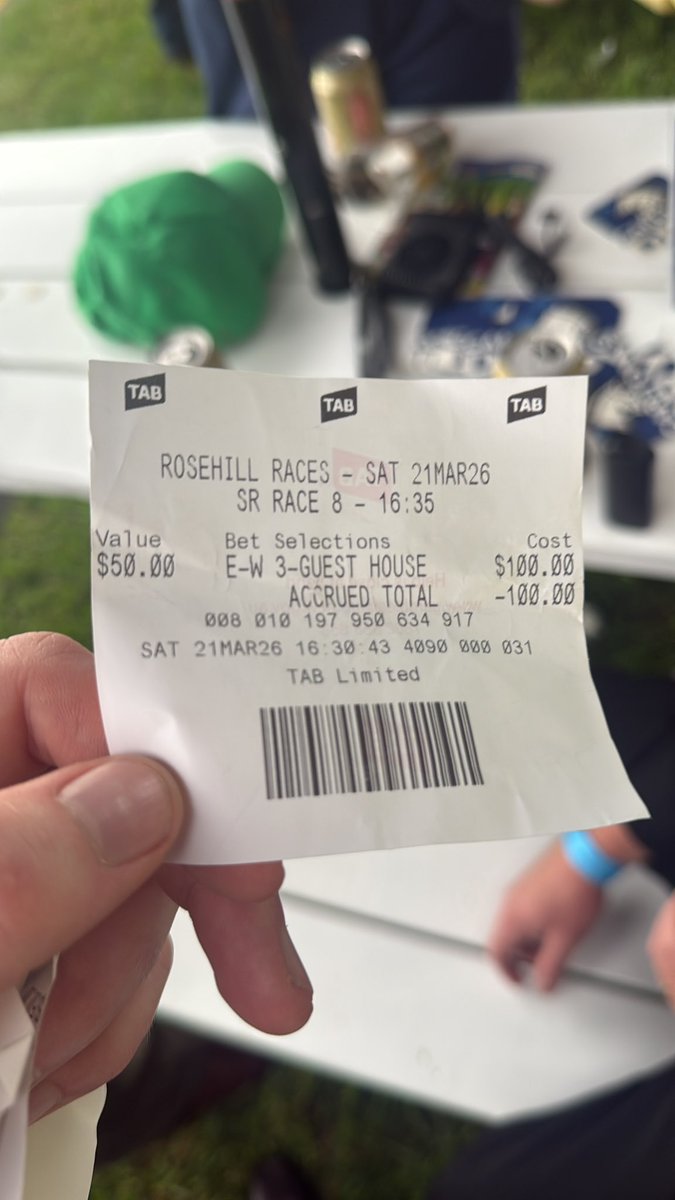 TAB TAB TAB
ROSEHILL RACES - SAT 21MAR26
SR RACE 8 - 16:35
Value Bet Selections Cost
$50.00 E-W 3-GUEST HOUSE $100.00
ACCRUED TOTAL -100.00
008 010 197 950 634 917
SAT 21MAR26 16:30:43 4090 000 031
TAB Limited